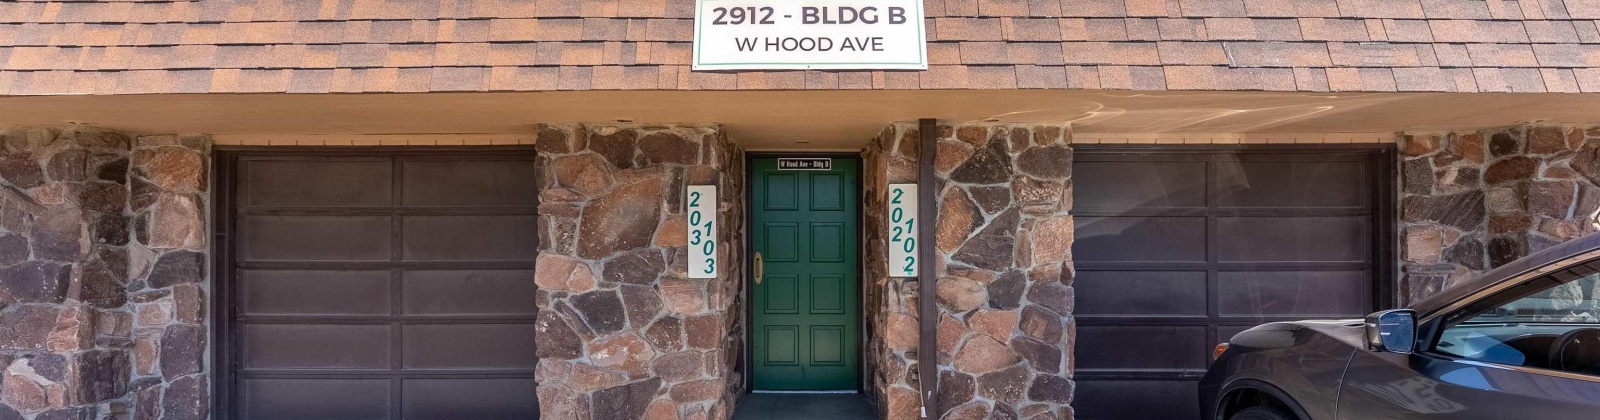 2912 - BLDG B
W HOOD AVE
W Hood Ave - Bldg B
203
103
202
102